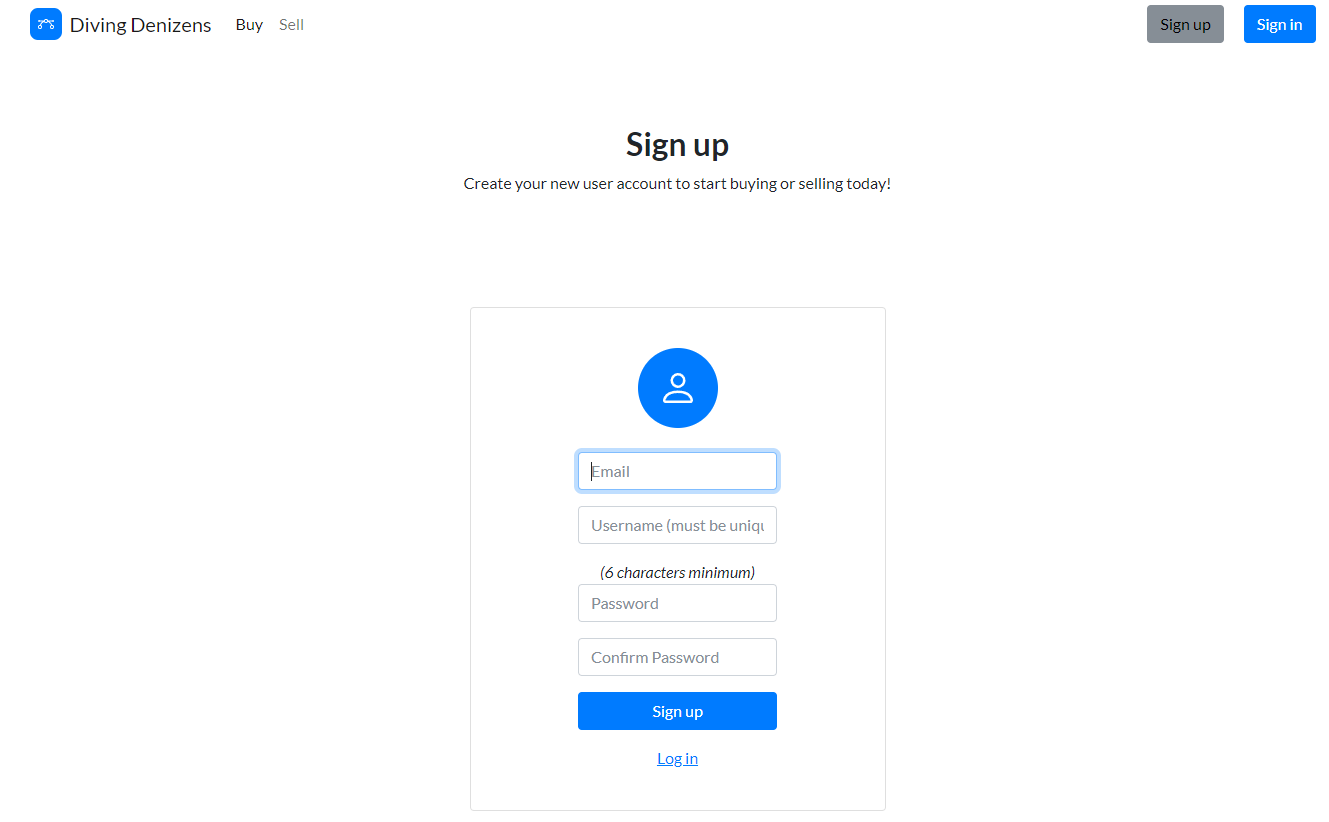 Diving Denizens Buy Sell Sign up Sign in
Sign up
Create your new user account to start buying or selling today!
Email
Username (must be uniqu
(6 characters minimum)
Password
Confirm Password
Sign up
Log in